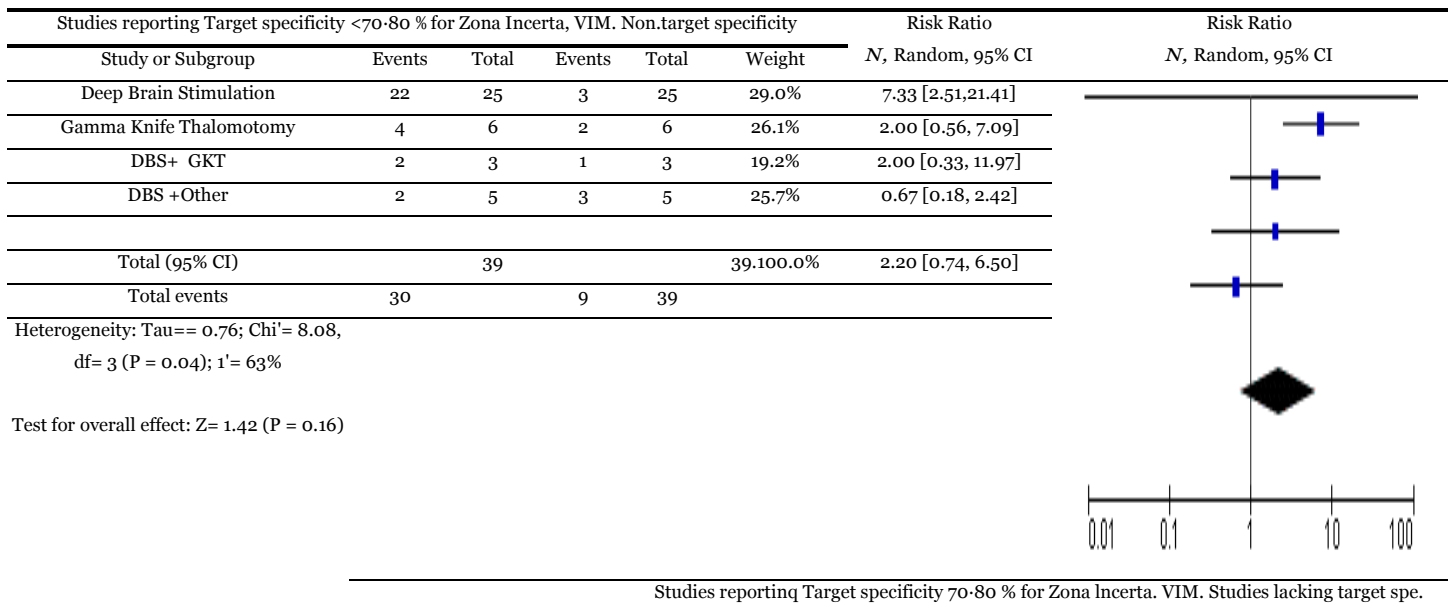 Studies reporting Target specificity <70·80 % for Zona Incerta, VIM. Non.target specificity Risk Ratio Risk Ratio
Study or Subgroup Events Total Events Total Weight N, Random, 95% CI N, Random, 95% CI
Deep Brain Stimulation 22 25 3 25 29.0% 7.33 [2.51,21.41]
Gamma Knife Thalomotomy 4 6 2 6 26.1% 2.00 [0.56, 7.09]
DBS+ GKT 2 3 1 3 19.2% 2.00 [0.33, 11.97]
DBS +Other 2 5 3 5 25.7% 0.67 [0.18, 2.42]
Total (95% CI) 39 39.100.0% 2.20 [0.74, 6.50]
Total events 30 9 39
Heterogeneity: Tau== 0.76; Chi'= 8.08,
df= 3 (P = 0.04); 1'= 63%
Test for overall effect: Z= 1.42 (P = 0.16)
0.01 0.1 1 10 100
Studies reportinq Target specificity 70·80 % for Zona lncerta. VIM. Studies lacking target spe.